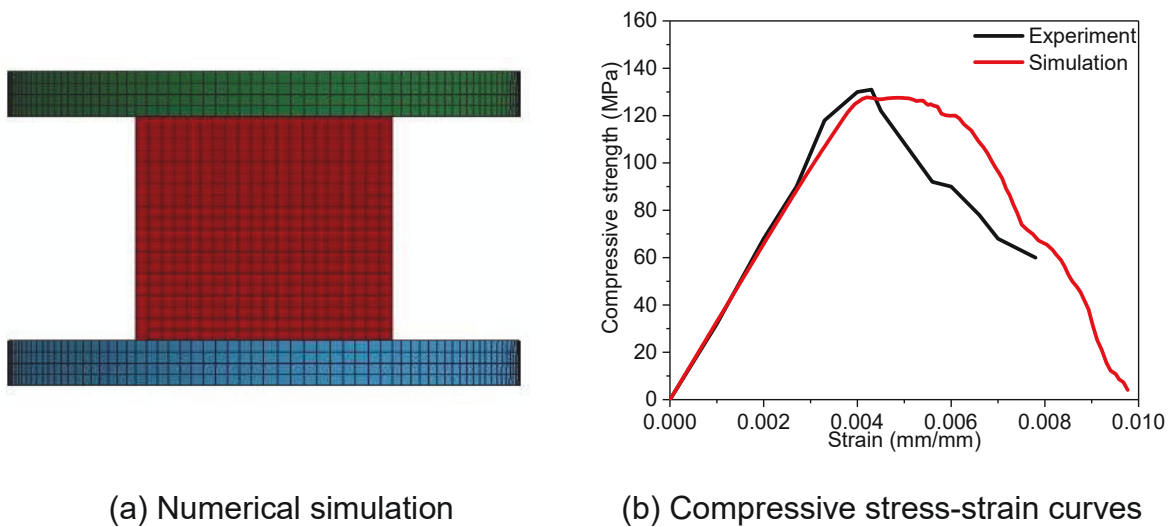 160
140
120
100
80
60
40
20
0
Compressive strength (MPa)
Experiment
Simulation
0.000 0.002 0.004 0.006 0.008 0.010
Strain (mm/mm)
(a) Numerical simulation
(b) Compressive stress-strain curves